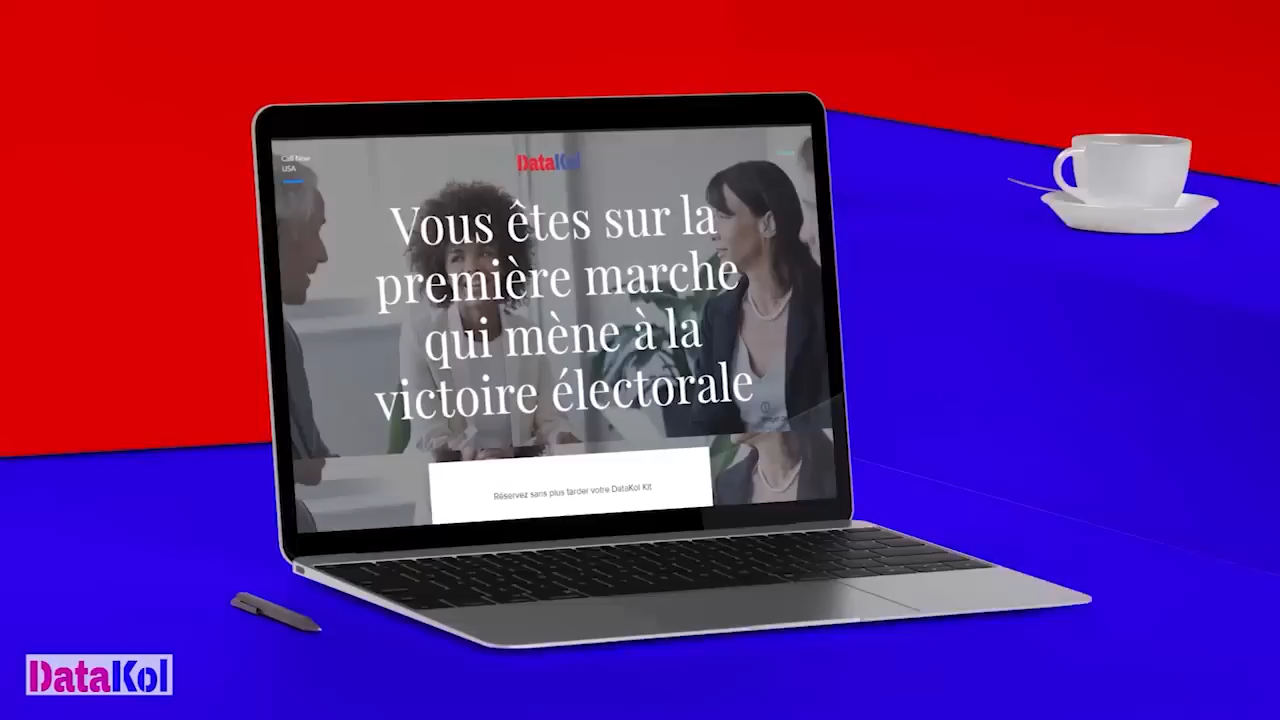 Call Now
USA
DataKol
Vous êtes sur la
première marche
qui mène à la
victoire électorale
Réservez sans plus tarder votre DataKol Kit
DataKol